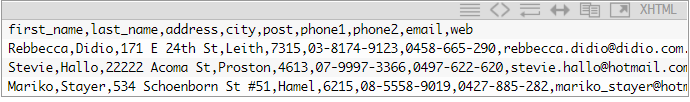 XHTML
first_name,last_name,address,city,post,phone1,phone2,email,web
Rebbecca,Didio,171 E 24th St,Leith,7315,03-8174-9123,0458-665-290,rebbecca.didio@didio.com.
Stevie,Hallo,22222 Acoma St,Proston,4613,07-9997-3366,0497-622-620,stevie.hallo@hotmail.com
Mariko,Stayer,534 Schoenborn St #51,Hamel,6215,08-5558-9019,0427-885-282,mariko_stayer@hotm